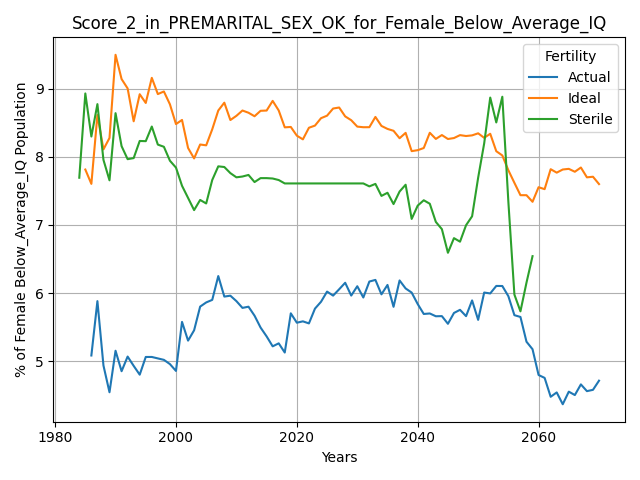 Score_2_in_PREMARITAL_SEX_OK_for_Female_Below_Average_IQ
% of Female Below_Average_IQ Population
9
8
7
6
5
1980
2000
2020
2040
2060
Years
Fertility
Actual
Ideal
Sterile